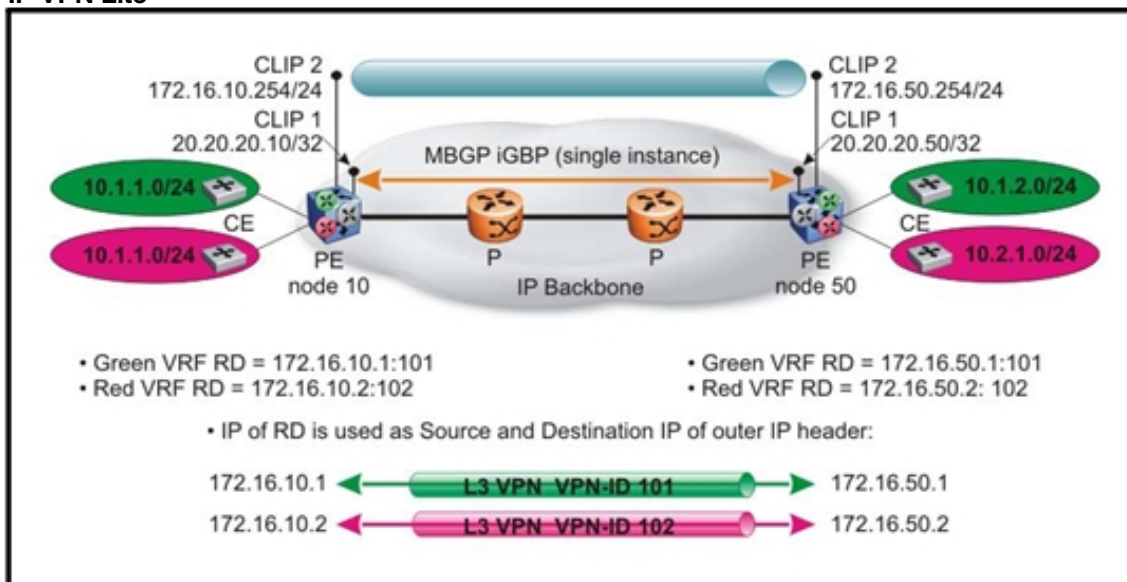 CLIP 2
172.16.10.254/24
CLIP 1
20.20.20.10/32
CLIP 2
172.16.50.254/24
CLIP 1
20.20.20.50/32
MBGP iGBP (single instance)
10.1.1.0/24
CE
10.1.1.0/24
PE
node 10
P
P
IP Backbone
PE
node 50
10.1.2.0/24
CE
10.2.1.0/24
• Green VRF RD = 172.16.10.1:101
• Red VRF RD = 172.16.10.2:102
• Green VRF RD = 172.16.50.1:101
• Red VRF RD = 172.16.50.2: 102
• IP of RD is used as Source and Destination IP of outer IP header:
172.16.10.1
L3 VPN VPN-ID 101
172.16.50.1
172.16.10.2
L3 VPN VPN-ID 102
172.16.50.2